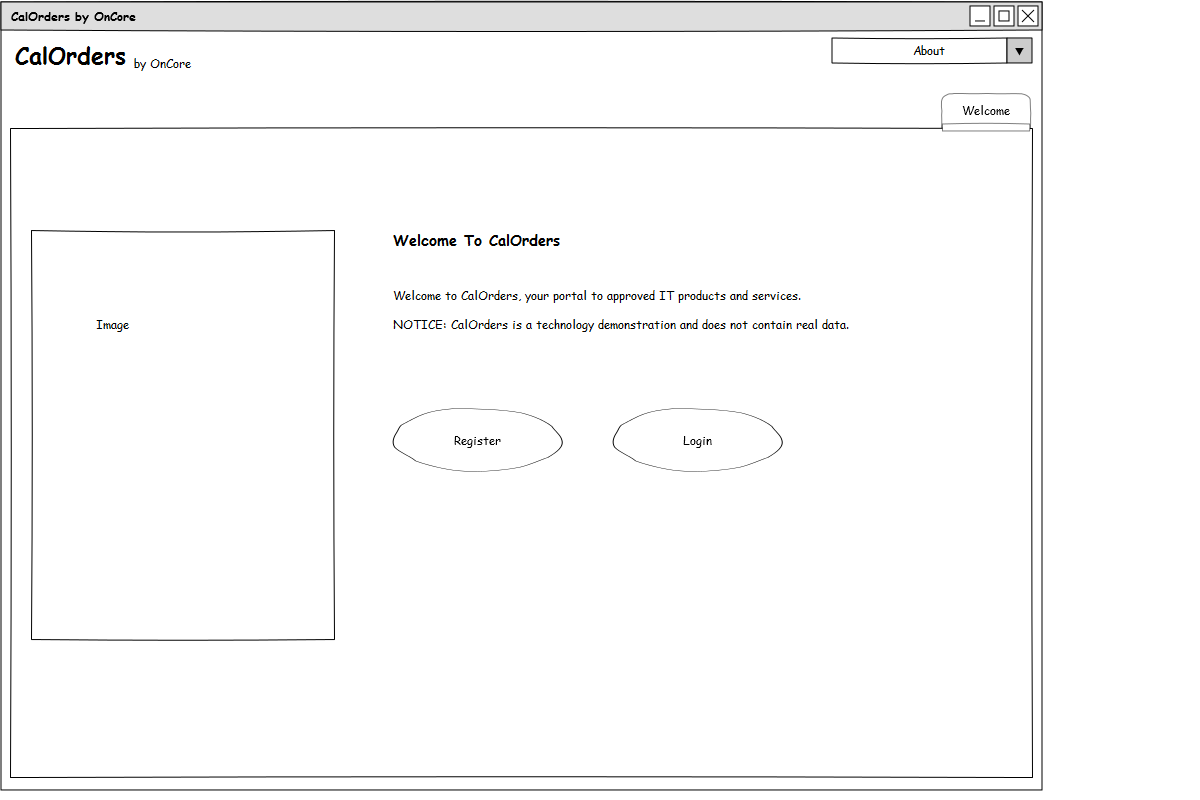 CalOrders by OnCore
CalOrders by OnCore
About
Welcome
Welcome To CalOrders
Welcome to CalOrders, your portal to approved IT products and services.
Image
NOTICE: CalOrders is a technology demonstration and does not contain real data.
Register
Login